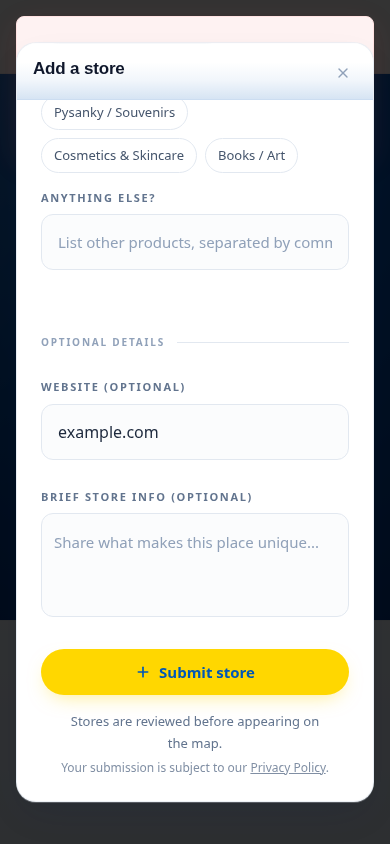 Add a store
Pysanky / Souvenirs
Cosmetics & Skincare
Books / Art
ANYTHING ELSE?
List other products, separated by comm
OPTIONAL DETAILS
WEBSITE (OPTIONAL)
example.com
BRIEF STORE INFO (OPTIONAL)
Share what makes this place unique...
+ Submit store
Stores are reviewed before appearing on
the map.
Your submission is subject to our Privacy Policy.